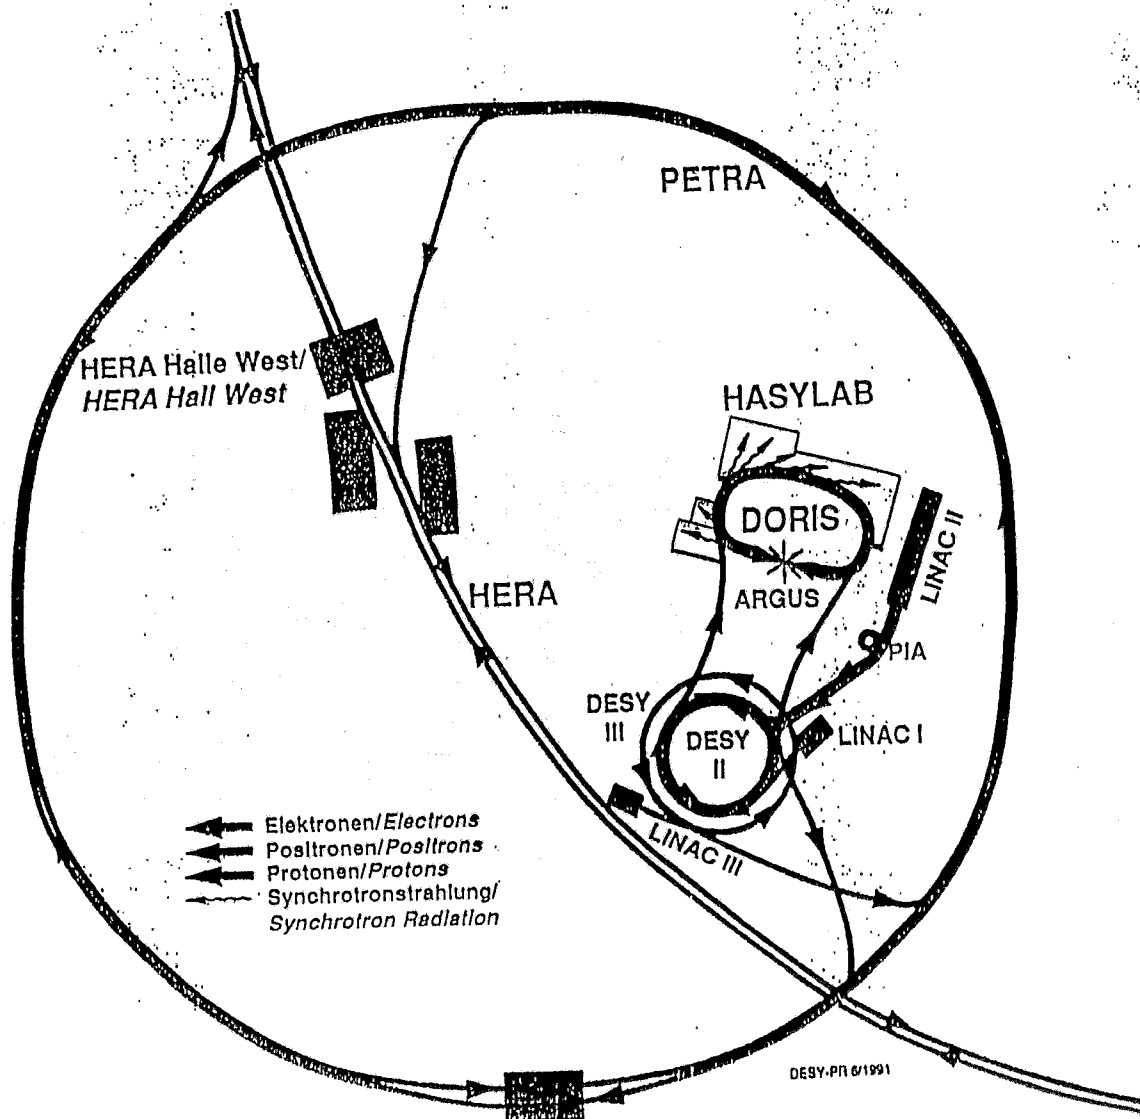 PETRA
HERA Halle West/
HERA Hall West
HASYLAB
DORIS
ARGUS
LINAC II
PIA
HERA
DESY
III
DESY
II
LINAC I
LINAC III
Elektronen/Electrons
Positronen/Positrons
Protonen/Protons
Synchrotronstrahlung/
Synchrotron Radiation
DESY-PR 6/1991